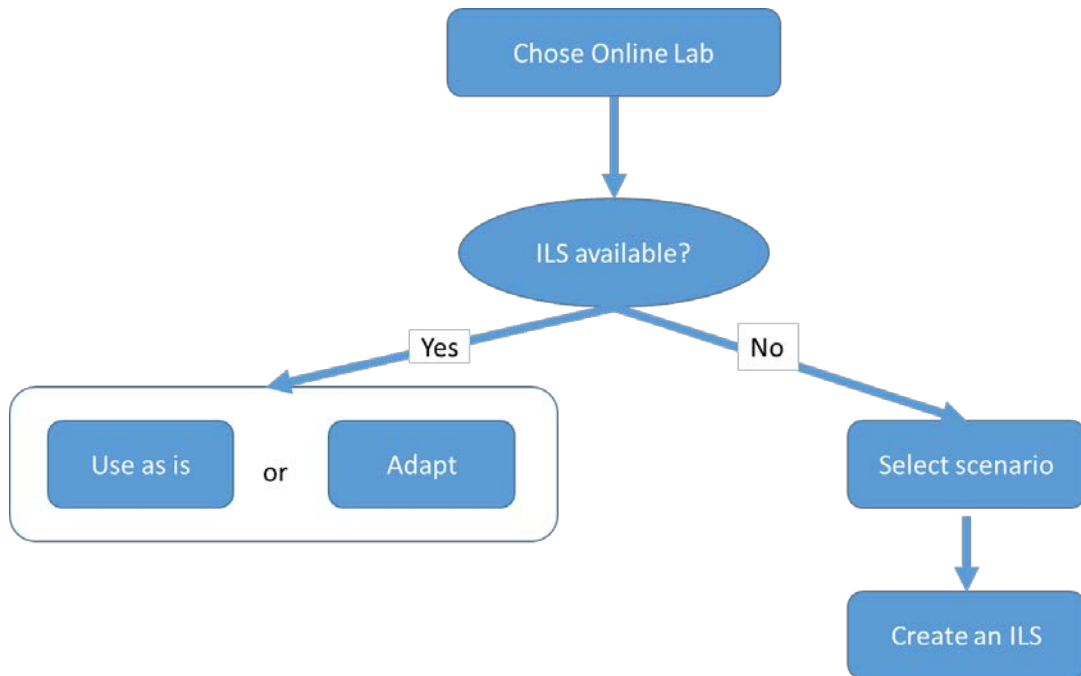 Chose Online Lab
ILS available?
Yes
No
Use as is
or
Adapt
Select scenario
Create an ILS